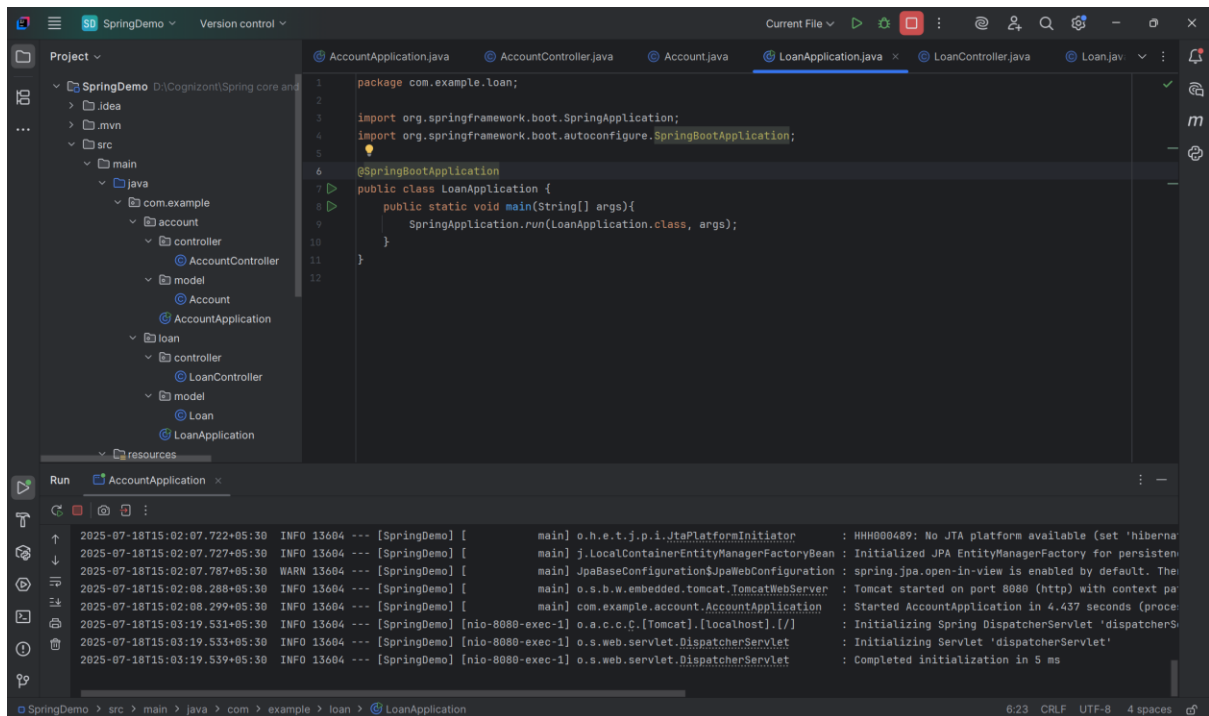 SD SpringDemo Version control Current File
Project
AccountApplication.java AccountController.java Account.java LoanApplication.java LoanController.java Loan.jav
SpringDemo D:\Cognizont\Spring core and
.idea
.mvn
src
main
java
com.example
account
controller
AccountController
model
Account
AccountApplication
loan
controller
LoanController
model
Loan
LoanApplication
resources
1 package com.example.loan;
2
3 import org.springframework.boot.SpringApplication;
4 import org.springframework.boot.autoconfigure.SpringBootApplication;
5
6 @SpringBootApplication
7 public class LoanApplication {
8 public static void main(String[] args){
9 SpringApplication.run(LoanApplication.class, args);
10 }
11 }
12
m
Run AccountApplication
2025-07-18T15:02:07.722+05:30 INFO 13604 --- [SpringDemo] [ main] o.h.e.t.j.p.i.JtaPlatformInitiator : HHH000489: No JTA platform available (set 'hiberna
2025-07-18T15:02:07.727+05:30 INFO 13604 --- [SpringDemo] [ main] j.LocalContainerEntityManagerFactoryBean : Initialized JPA EntityManagerFactory for persisten
2025-07-18T15:02:07.787+05:30 WARN 13604 --- [SpringDemo] [ main] JpaBaseConfiguration$JpaWebConfiguration : spring.jpa.open-in-view is enabled by default. The
2025-07-18T15:02:08.288+05:30 INFO 13604 --- [SpringDemo] [ main] o.s.b.w.embedded.tomcat.TomcatWebServer : Tomcat started on port 8080 (http) with context pa
2025-07-18T15:02:08.299+05:30 INFO 13604 --- [SpringDemo] [ main] com.example.account.AccountApplication : Started AccountApplication in 4.437 seconds (proce
2025-07-18T15:03:19.531+05:30 INFO 13604 --- [SpringDemo] [nio-8080-exec-1] o.a.c.c.C.[Tomcat].[localhost].[/] : Initializing Spring DispatcherServlet 'dispatcherS
2025-07-18T15:03:19.533+05:30 INFO 13604 --- [SpringDemo] [nio-8080-exec-1] o.s.web.servlet.DispatcherServlet : Initializing Servlet 'dispatcherServlet'
2025-07-18T15:03:19.539+05:30 INFO 13604 --- [SpringDemo] [nio-8080-exec-1] o.s.web.servlet.DispatcherServlet : Completed initialization in 5 ms
SpringDemo > src > main > java > com > example > loan > LoanApplication 6:23 CRLF UTF-8 4 spaces